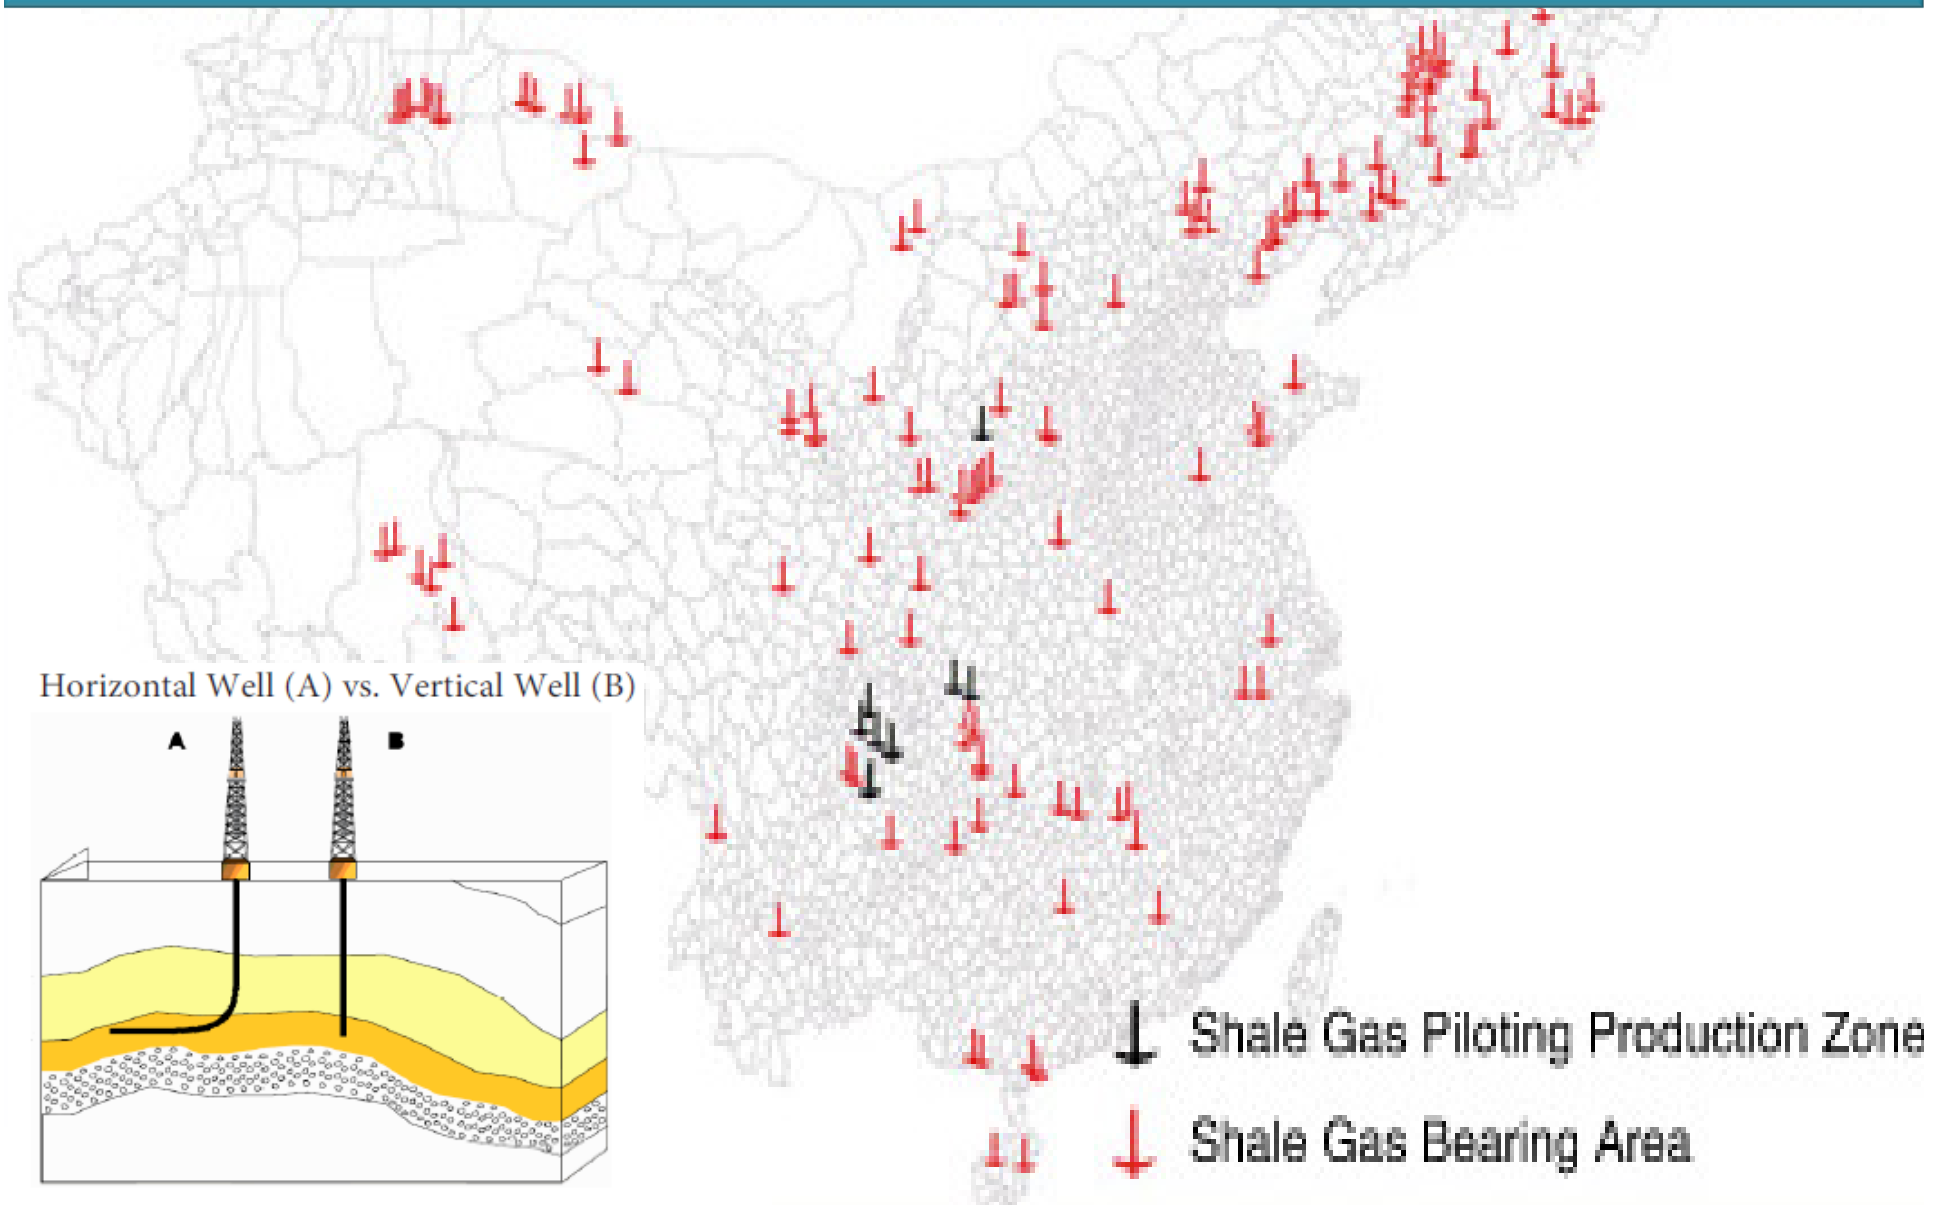 Horizontal Well (A) vs. Vertical Well (B)
A
B
Shale Gas Piloting Production Zone
Shale Gas Bearing Area